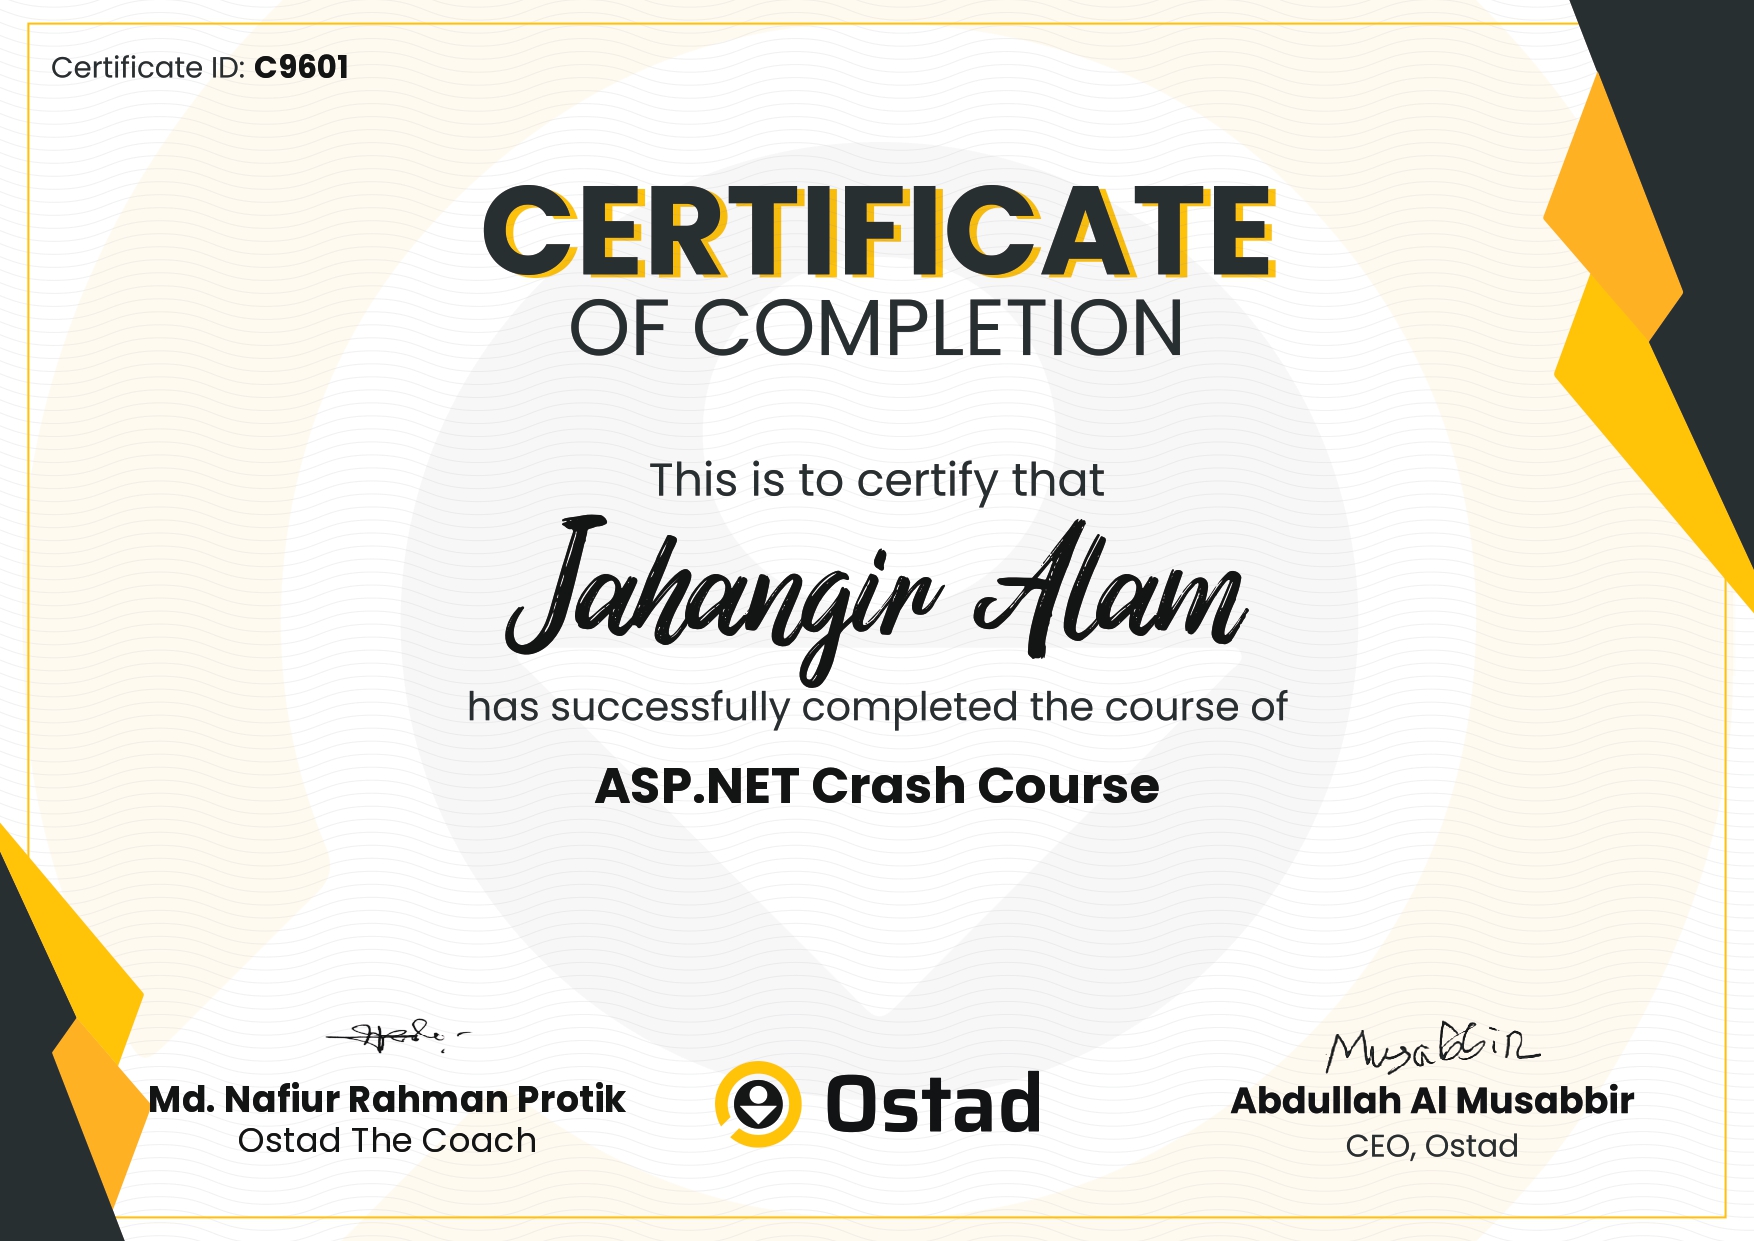 Certificate ID: C9601
CERTIFICATE
OF COMPLETION
This is to certify that
Jahangir Alam
has successfully completed the course of
ASP.NET Crash Course
Musabbir
Md. Nafiur Rahman Protik
Ostad The Coach
Ostad
Abdullah Al Musabbir
CEO, Ostad